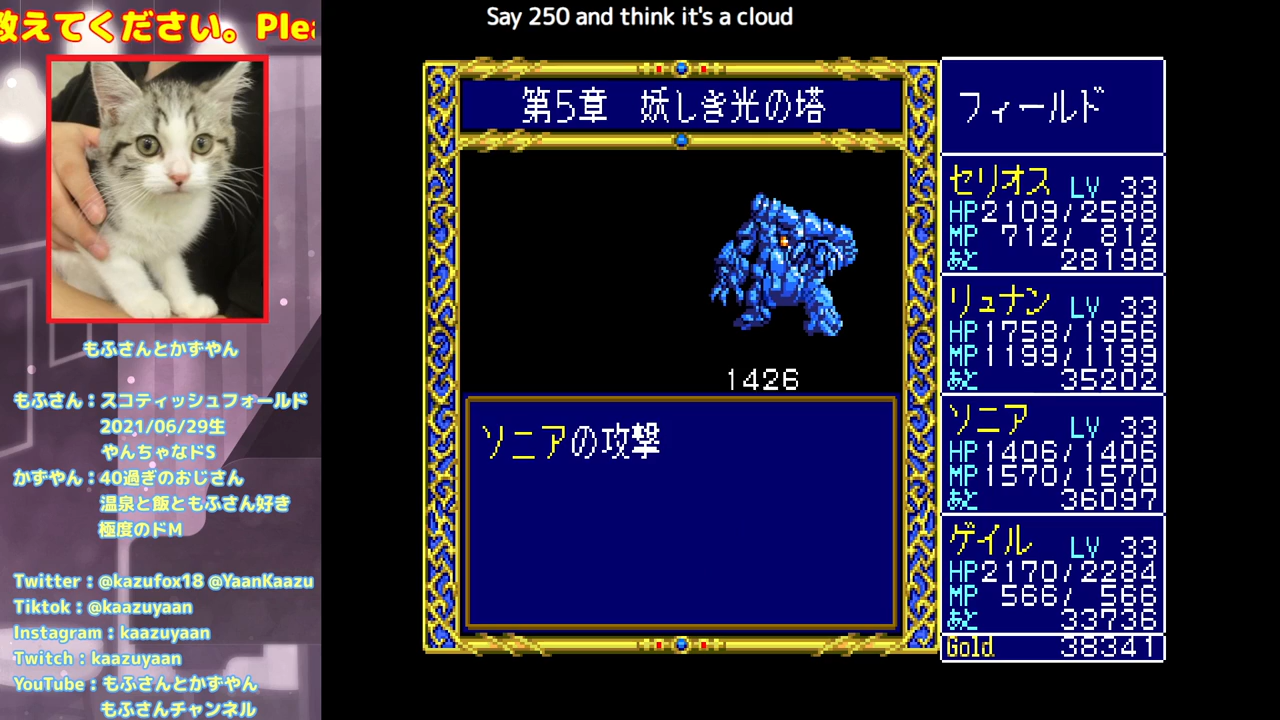 教えてください。Plea
Say 250 and think it's a cloud
もふさんとかずやん
もふさん：スコティッシュフォールド
2021/06/29生
やんちゃなドS
かずやん：40過ぎのおじさん
温泉と飯ともふさん好き
極度のドM
Twitter：@kazufox18 @YaanKaazu
Tiktok：@kaazuyaan
Instagram：kaazuyaan
Twitch：kaazuyaan
YouTube：もふさんとかずやん
もふさんチャンネル
第5章 妖しき光の塔
1426
ソニアの攻撃
フィールド
セリオス LV 33
HP2109/2588
MP 712/ 812
あと 28198
リュナン LV 33
HP1758/1956
MP1199/1199
あと 35202
ソニア LV 33
HP1406/1406
MP1570/1570
あと 36097
ゲイル LV 33
HP2170/2284
MP 566/ 566
あと 33736
Gold 38341